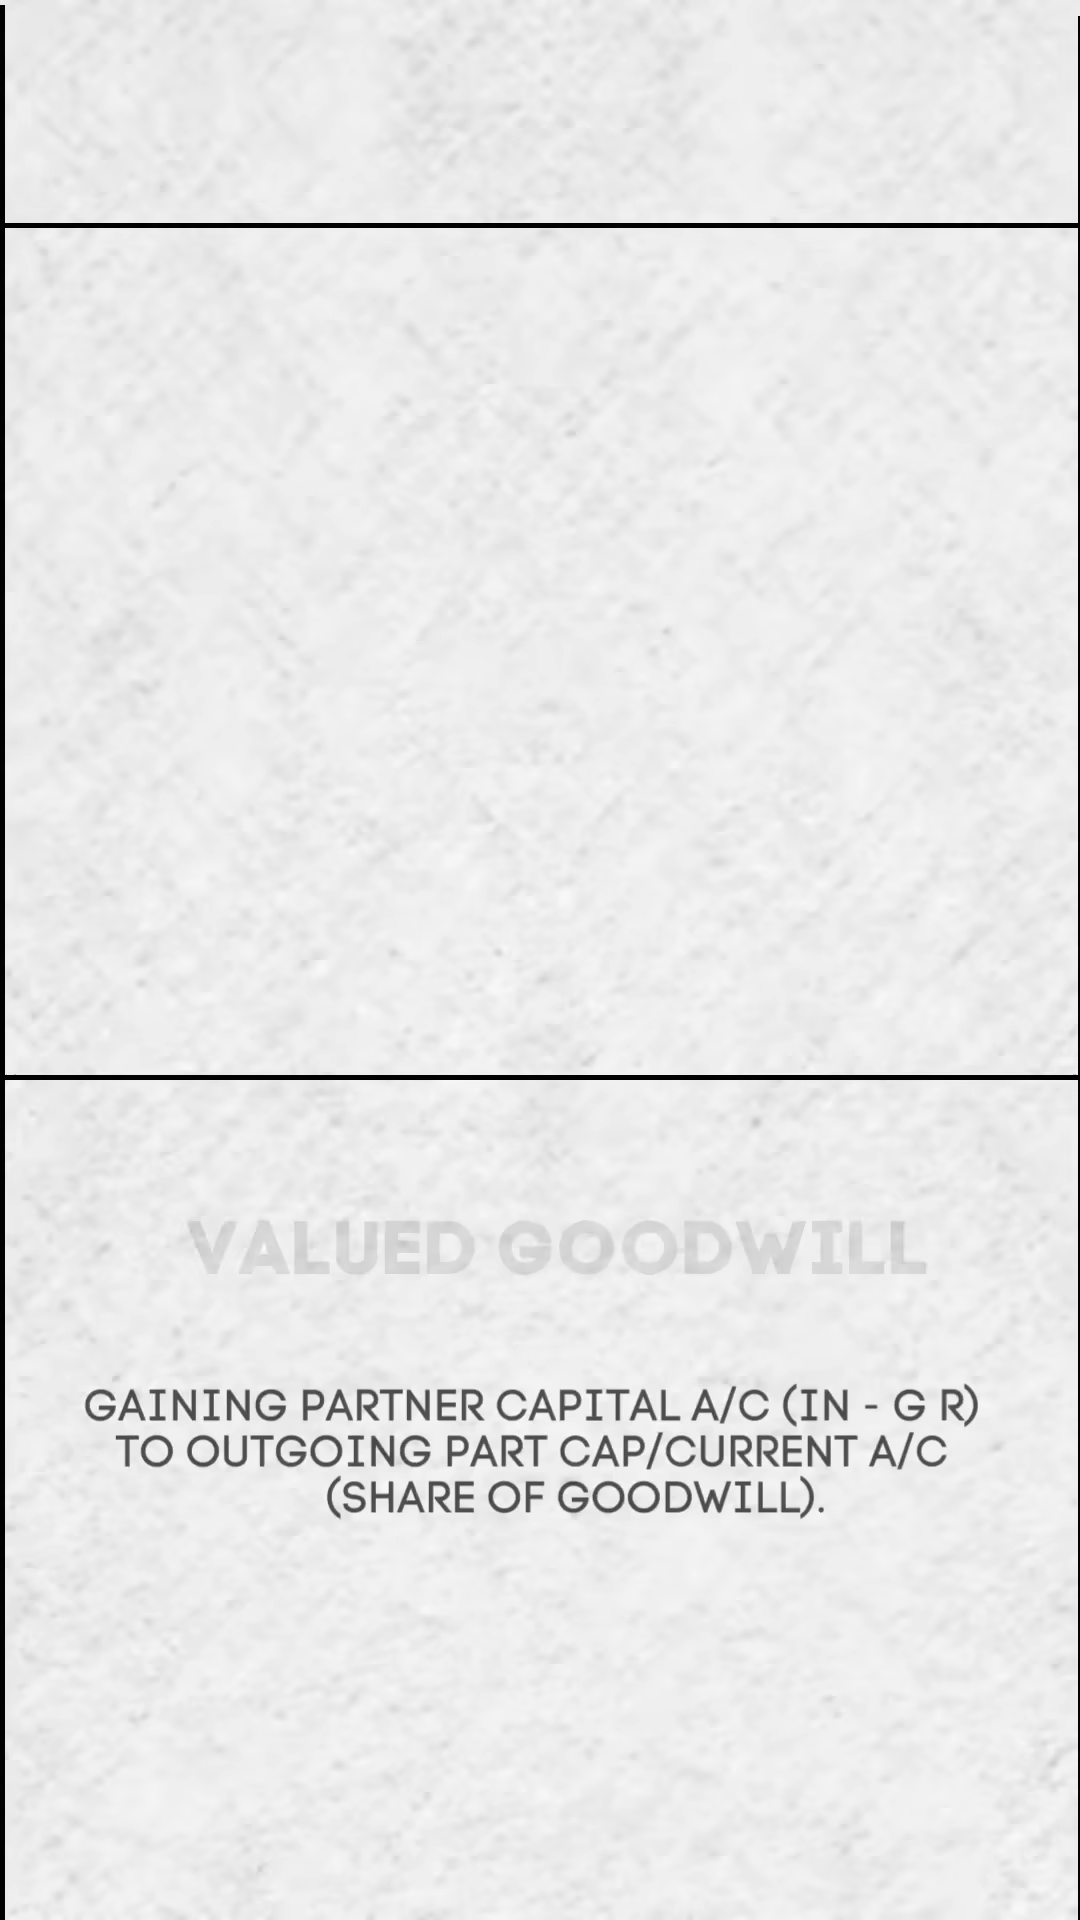 VALUED GOODWILL
GAINING PARTNER CAPITAL A/C (IN - G R)
TO OUTGOING PART CAP/CURRENT A/C
(SHARE OF GOODWILL).